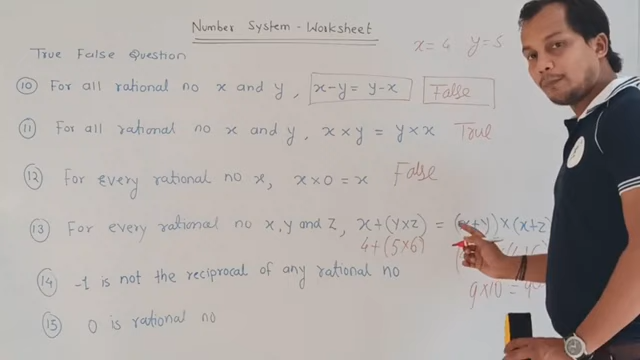 Number System - Worksheet
x = 4 y = 5
True False Question
10 For all rational no x and y, x-y = y-x False
11 For all rational no x and y, x × y = y × x True
12 For every rational no x, x × 0 = x False
13 For every rational no x, y and z, x + (y × z) = (x+y) × (x+z)
4 + (5×6)
9 × 10 =
14 -1 is not the reciprocal of any rational no
15 0 is rational no